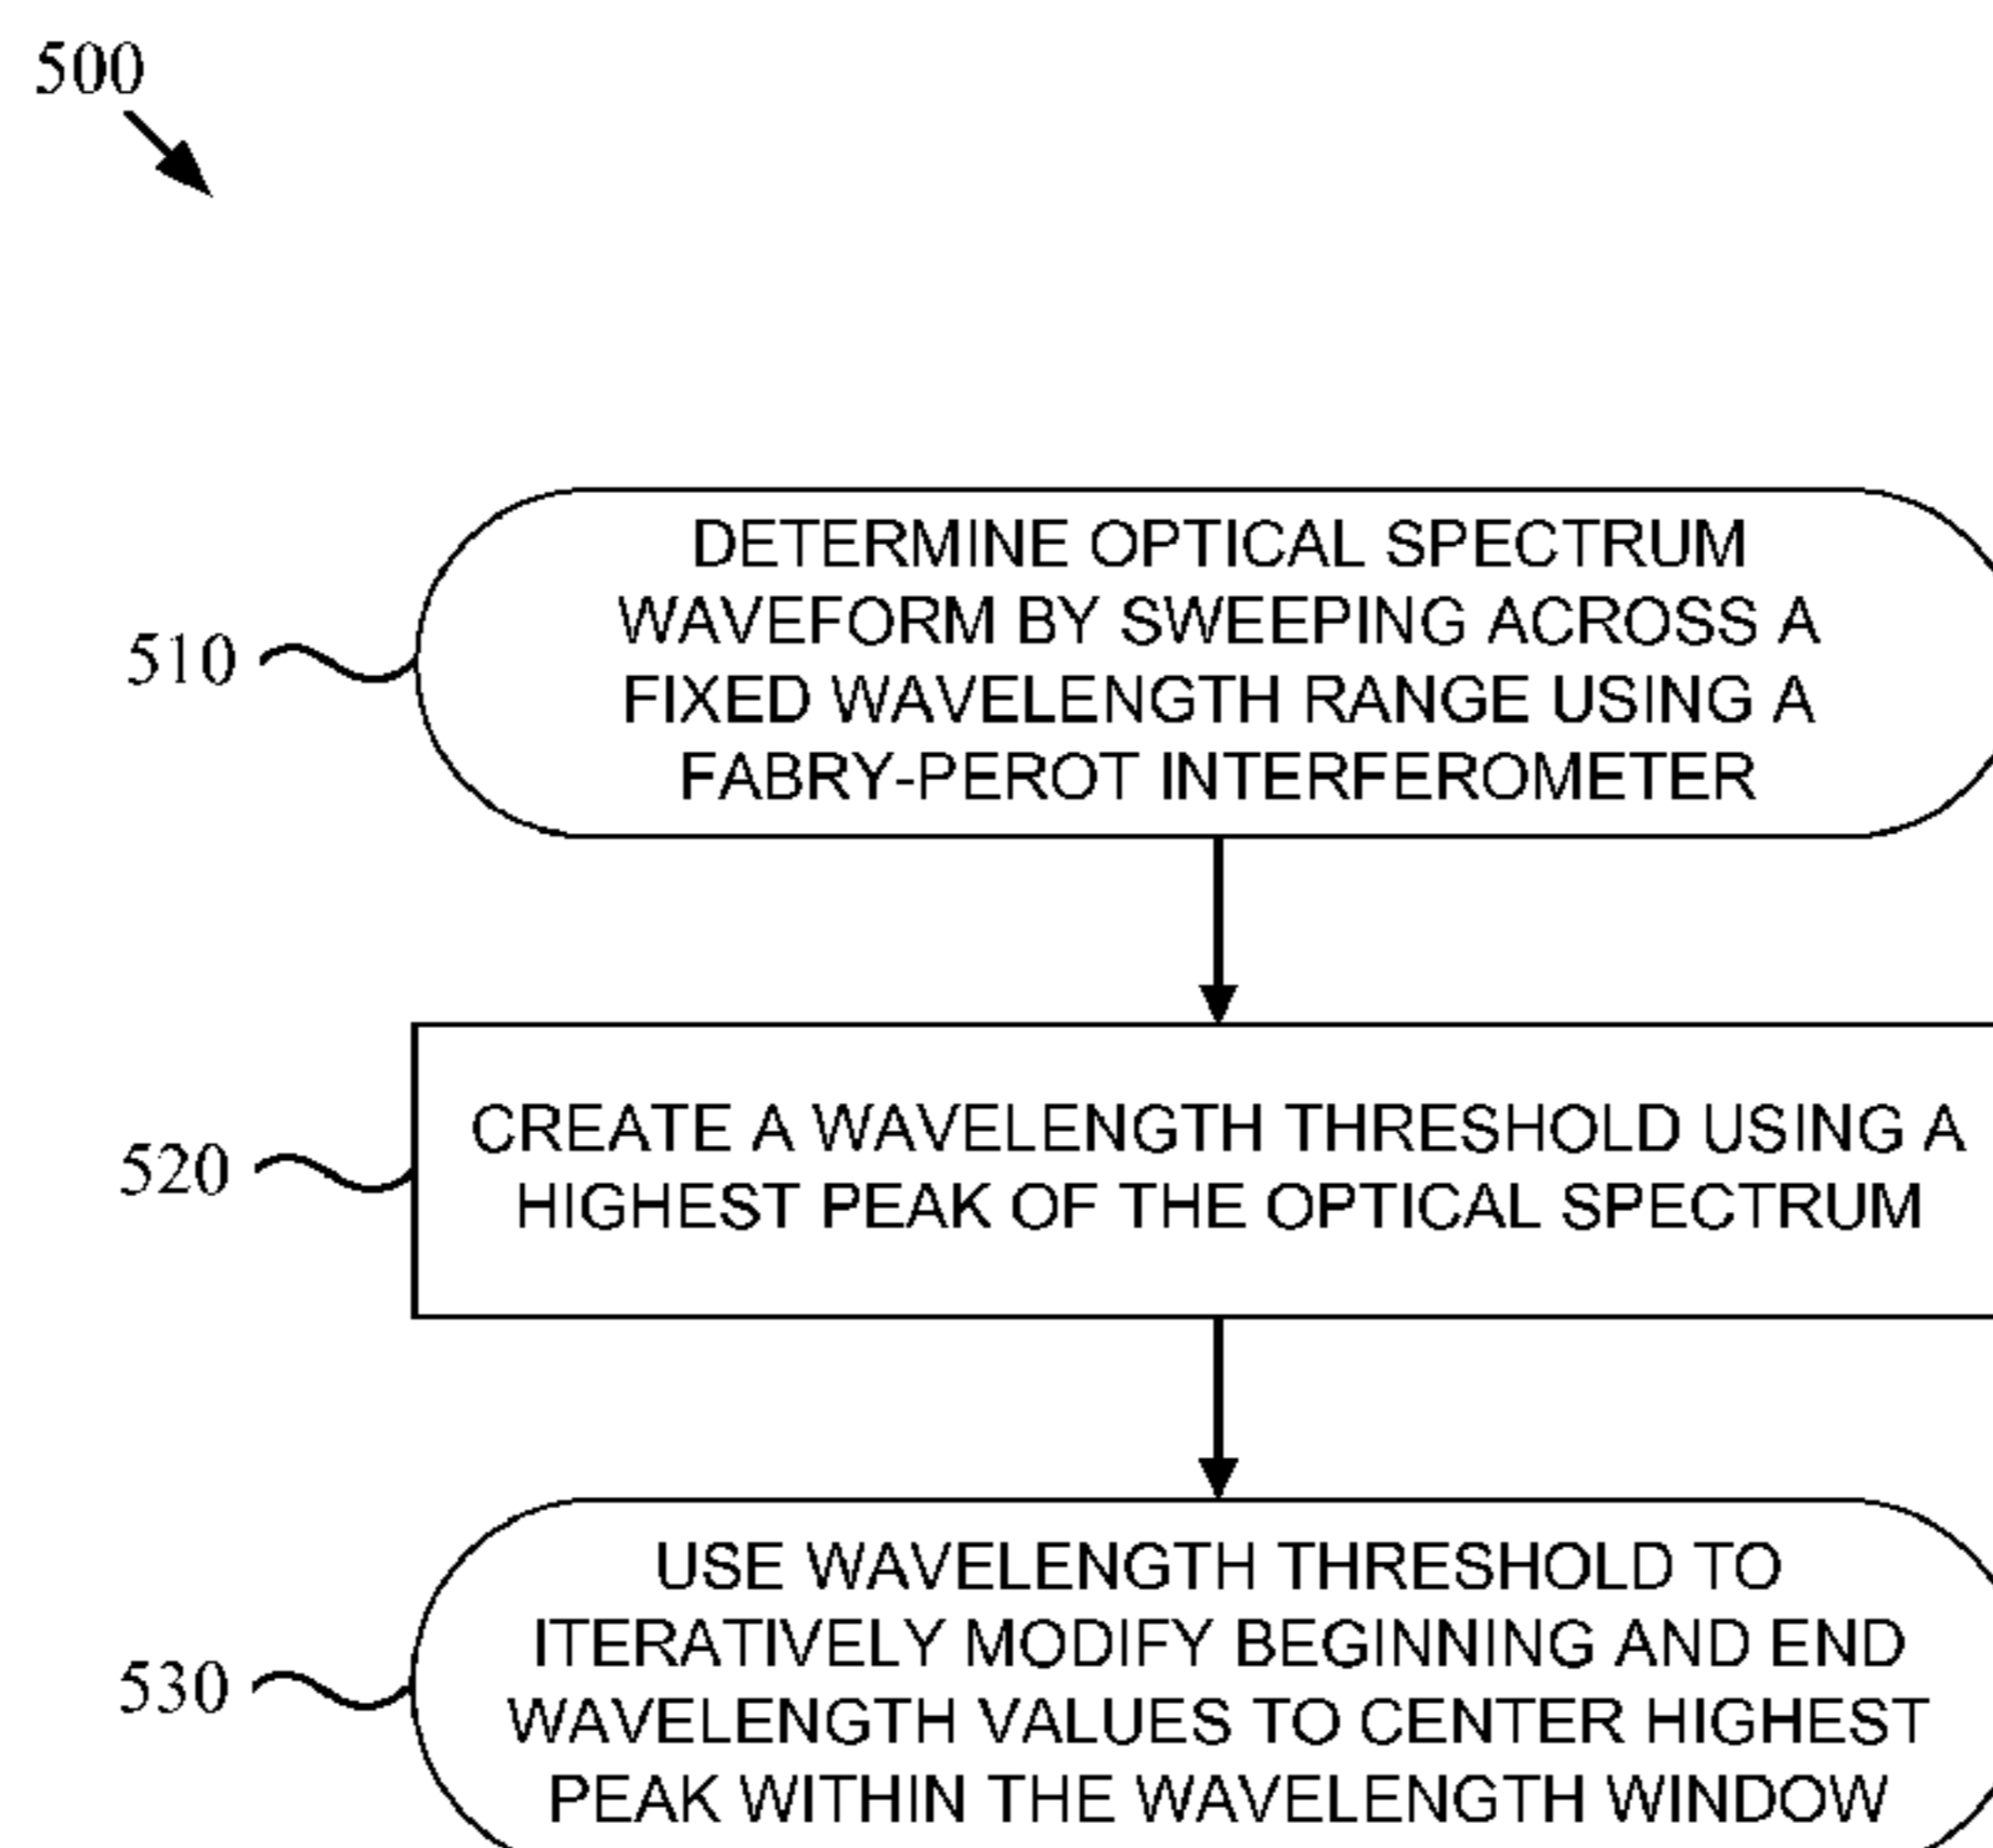 500
DETERMINE OPTICAL SPECTRUM
WAVEFORM BY SWEEPING ACROSS A
FIXED WAVELENGTH RANGE USING A
FABRY-PEROT INTERFEROMETER
510
CREATE A WAVELENGTH THRESHOLD USING A
HIGHEST PEAK OF THE OPTICAL SPECTRUM
520
USE WAVELENGTH THRESHOLD TO
ITERATIVELY MODIFY BEGINNING AND END
WAVELENGTH VALUES TO CENTER HIGHEST
PEAK WITHIN THE WAVELENGTH WINDOW
530